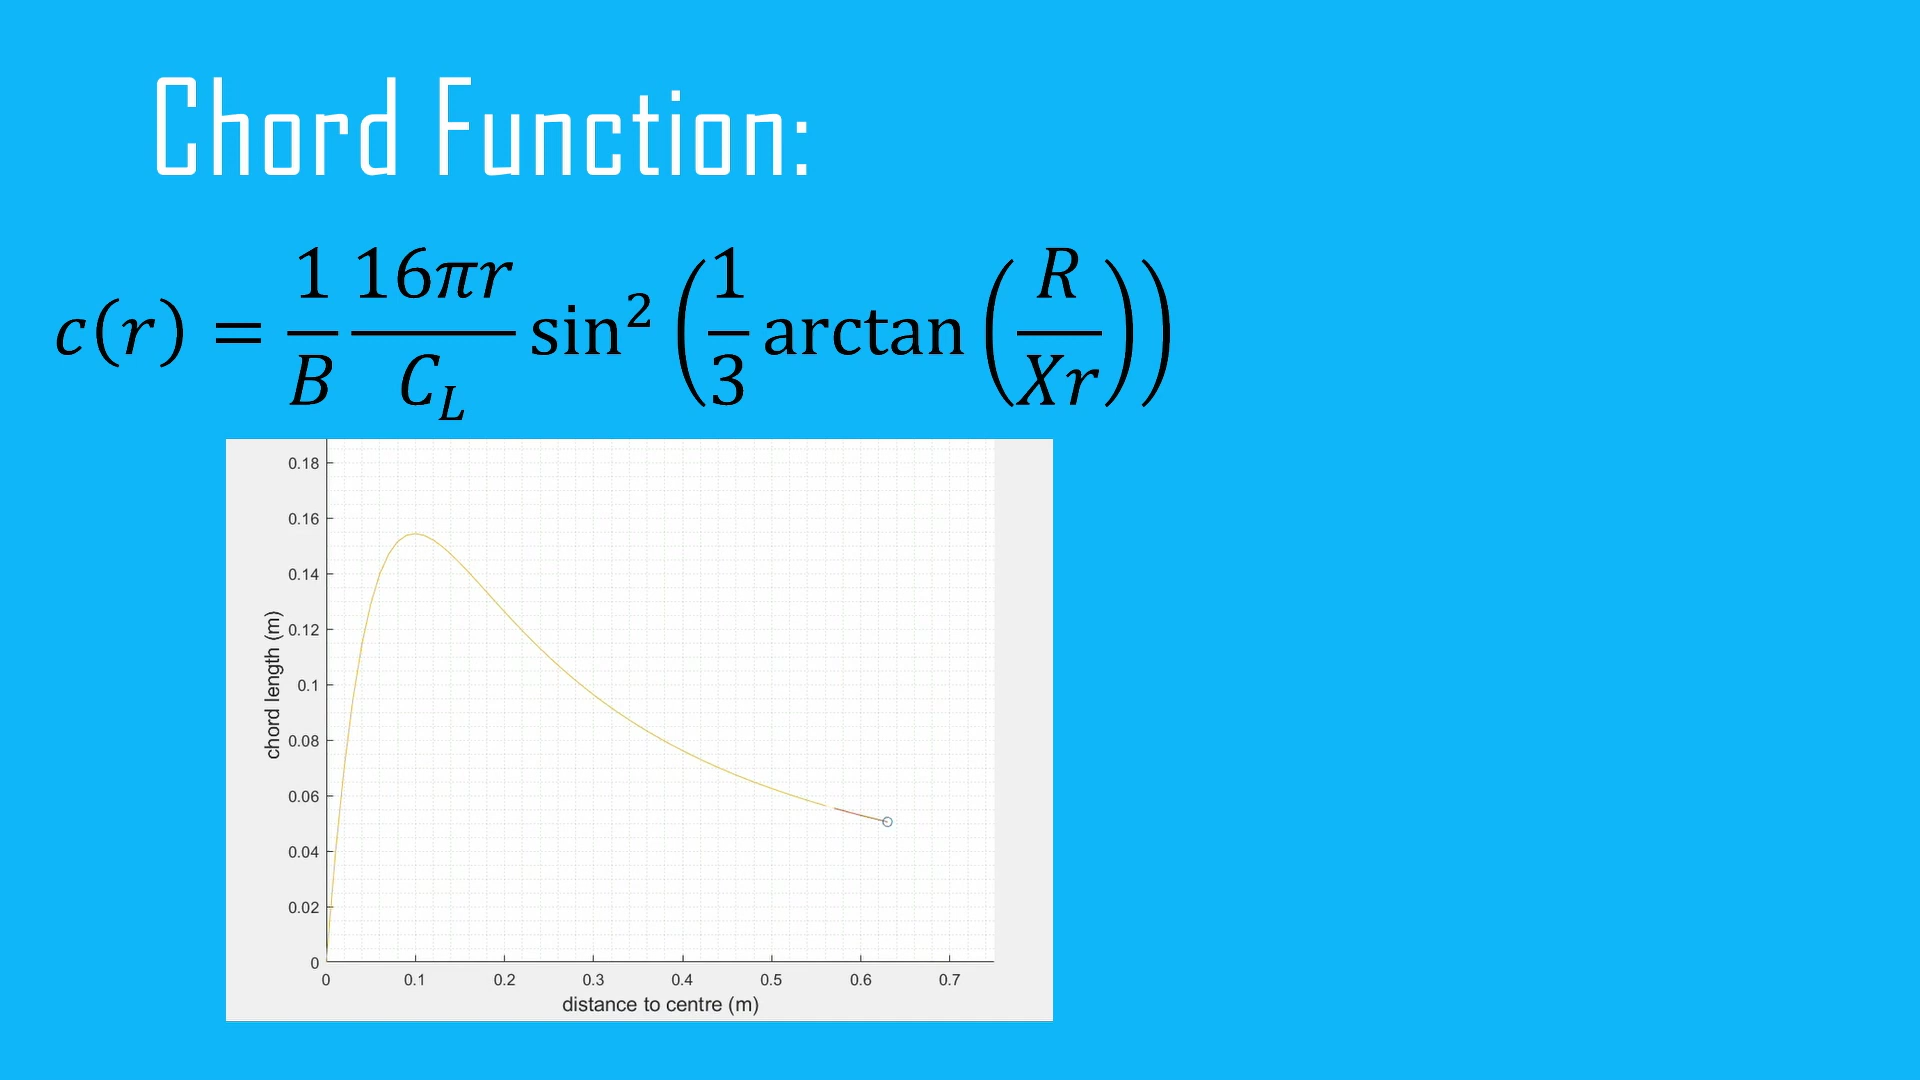 Chord Function:
c(r) = 1/B 16πr/C_L sin² (1/3 arctan (R/Xr))
0.18
0.16
0.14
0.12
0.1
0.08
0.06
0.04
0.02
0
chord length (m)
0 0.1 0.2 0.3 0.4 0.5 0.6 0.7
distance to centre (m)